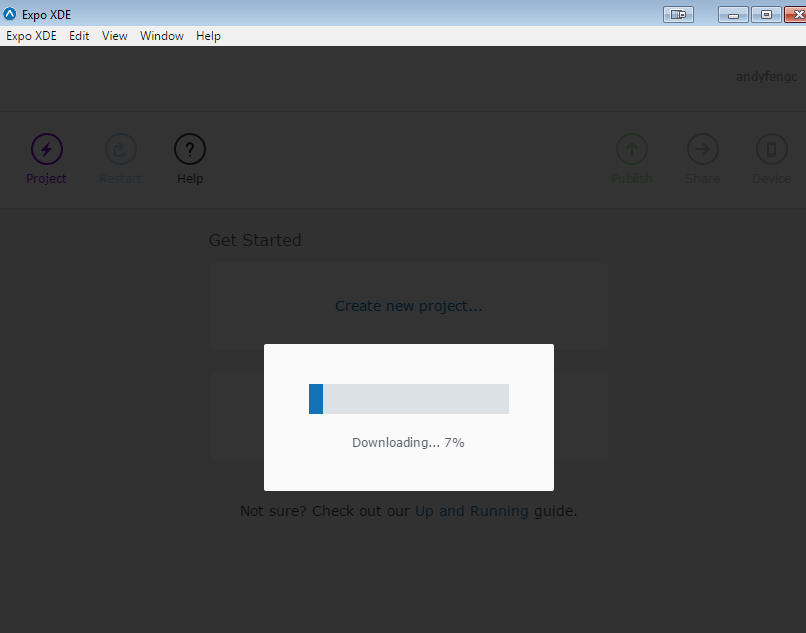 Expo XDE
Expo XDE Edit View Window Help
andyfengc
Project Restart Help Publish Share Device
Get Started
Create new project...
Downloading... 7%
Not sure? Check out our Up and Running guide.